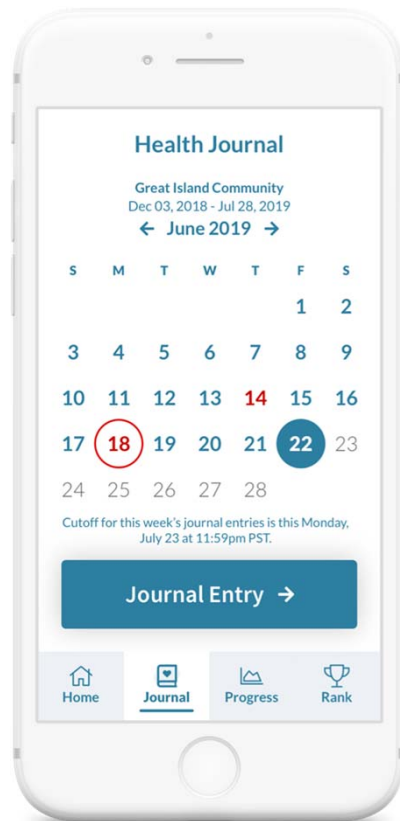 Health Journal
Great Island Community
Dec 03, 2018 - Jul 28, 2019
← June 2019 →
S M T W T F S
1 2
3 4 5 6 7 8 9
10 11 12 13 14 15 16
17 18 19 20 21 22 23
24 25 26 27 28
Cutoff for this week's journal entries is this Monday,
July 23 at 11:59pm PST.
Journal Entry →
Home Journal Progress Rank